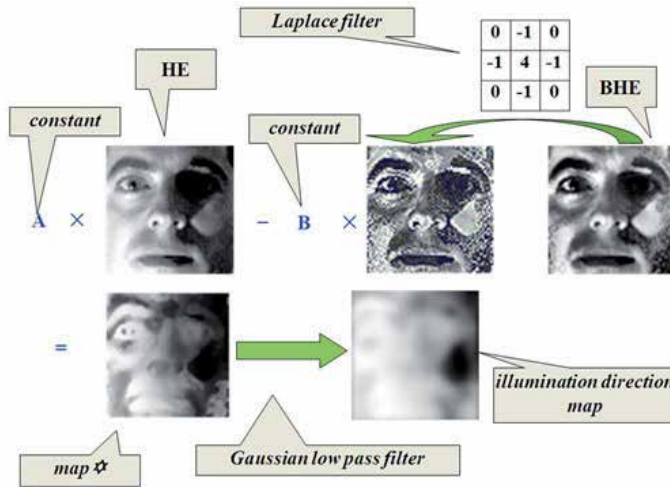 Laplace filter
0 -1 0
-1 4 -1
0 -1 0
HE
BHE
constant
constant
A × − B ×
=
illumination direction
map
map ✡
Gaussian low pass filter